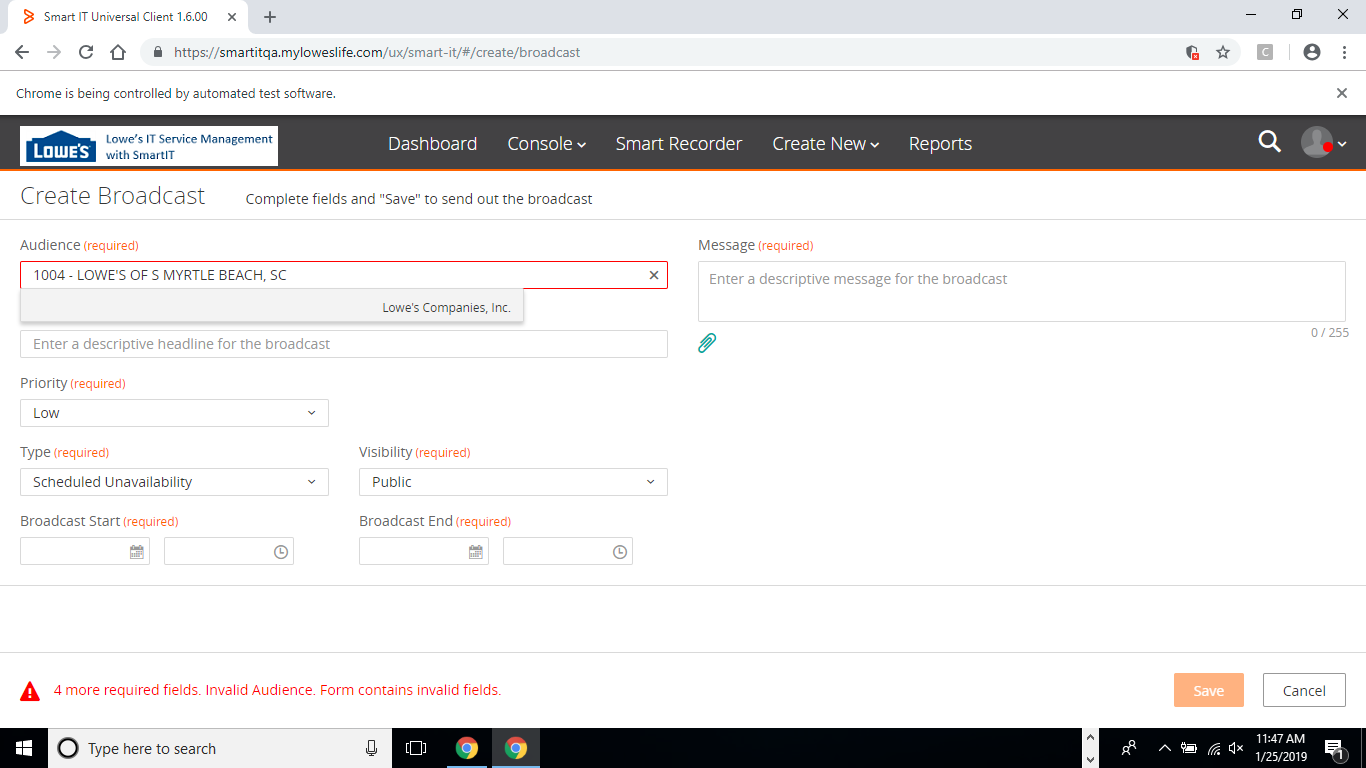 Smart IT Universal Client 1.6.00
https://smartitqa.myloweslife.com/ux/smart-it/#/create/broadcast
C
Chrome is being controlled by automated test software.
LOWE'S
Lowe's IT Service Management
with SmartIT
Dashboard Console Smart Recorder Create New Reports
Create Broadcast Complete fields and "Save" to send out the broadcast
Audience (required)
1004 - LOWE'S OF S MYRTLE BEACH, SC
Lowe's Companies, Inc.
Enter a descriptive headline for the broadcast
Message (required)
Enter a descriptive message for the broadcast
0 / 255
Priority (required)
Low
Type (required) Visibility (required)
Scheduled Unavailability Public
Broadcast Start (required) Broadcast End (required)
4 more required fields. Invalid Audience. Form contains invalid fields.
Save Cancel
Type here to search
11:47 AM
1/25/2019
1